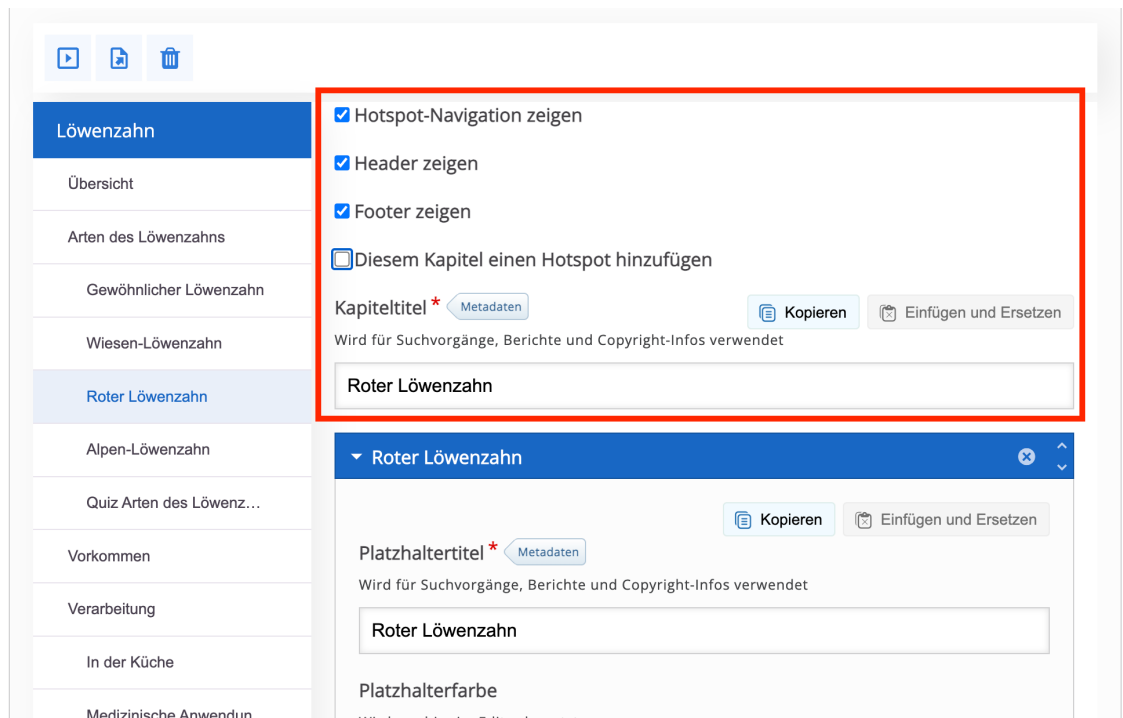 Löwenzahn
Übersicht
Arten des Löwenzahns
Gewöhnlicher Löwenzahn
Wiesen-Löwenzahn
Roter Löwenzahn
Alpen-Löwenzahn
Quiz Arten des Löwenz...
Vorkommen
Verarbeitung
In der Küche
Medizinische Anwendun
Hotspot-Navigation zeigen
Header zeigen
Footer zeigen
Diesem Kapitel einen Hotspot hinzufügen
Kapiteltitel * Metadaten Kopieren Einfügen und Ersetzen
Wird für Suchvorgänge, Berichte und Copyright-Infos verwendet
Roter Löwenzahn
Roter Löwenzahn
Kopieren Einfügen und Ersetzen
Platzhaltertitel * Metadaten
Wird für Suchvorgänge, Berichte und Copyright-Infos verwendet
Roter Löwenzahn
Platzhalterfarbe